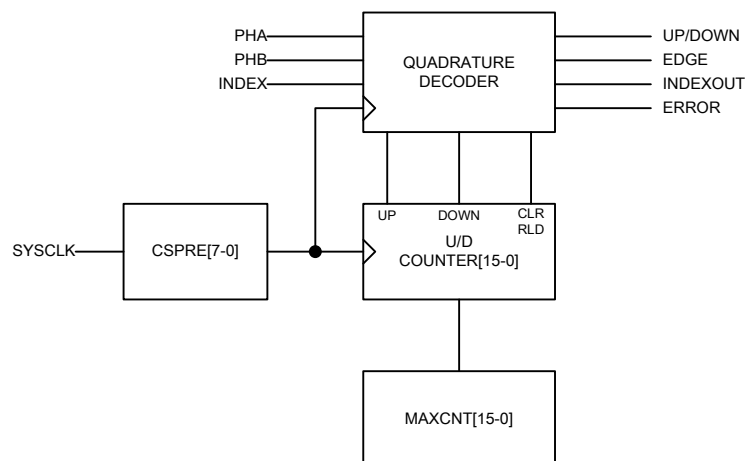 PHA
PHB
INDEX
QUADRATURE
DECODER
UP/DOWN
EDGE
INDEXOUT
ERROR
SYSCLK
CSPRE[7-0]
UP
DOWN
CLR
RLD
U/D
COUNTER[15-0]
MAXCNT[15-0]